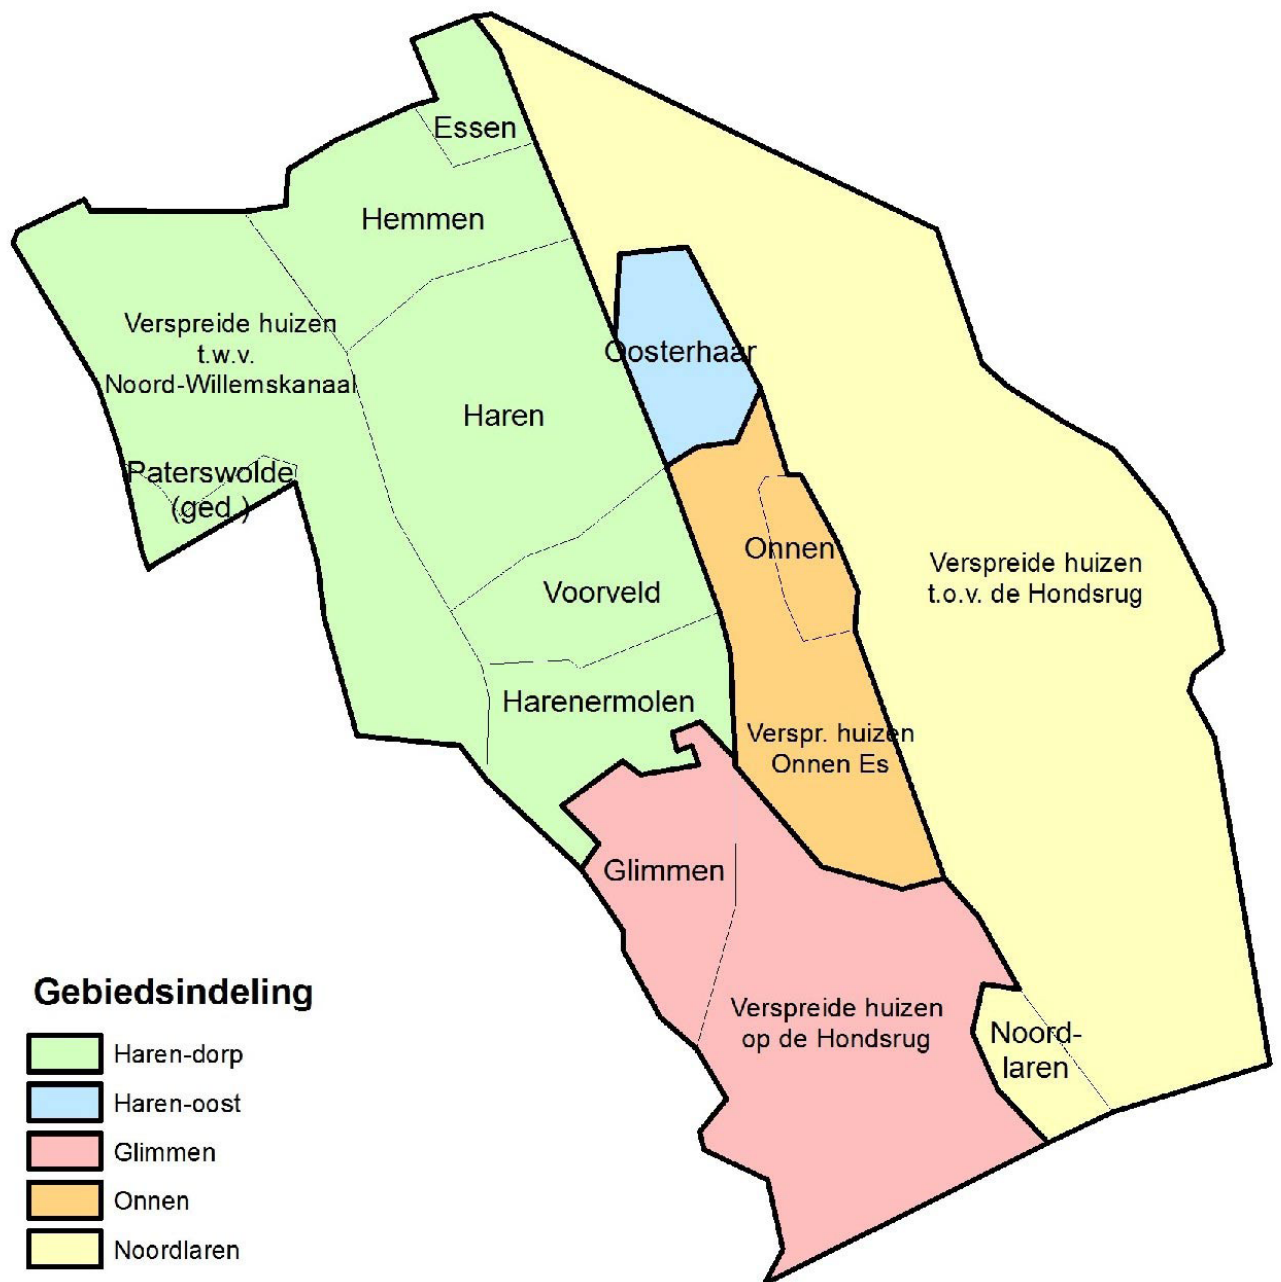 Essen
Hemmen
Verspreide huizen
t.w.v.
Noord-Willemskanaal
Oosterhaar
Haren
Paterswolde
(ged.)
Onnen
Verspreide huizen
t.o.v. de Hondsrug
Voorveld
Harenermolen
Verspr. huizen
Onnen Es
Glimmen
Verspreide huizen
op de Hondsrug
Noord-
laren
Gebiedsindeling
Haren-dorp
Haren-oost
Glimmen
Onnen
Noordlaren